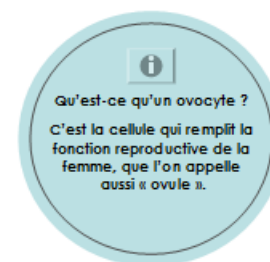 Qu'est-ce qu'un ovocyte ?
C'est la cellule qui remplit la
fonction reproductive de la
femme, que l'on appelle
aussi « ovule ».